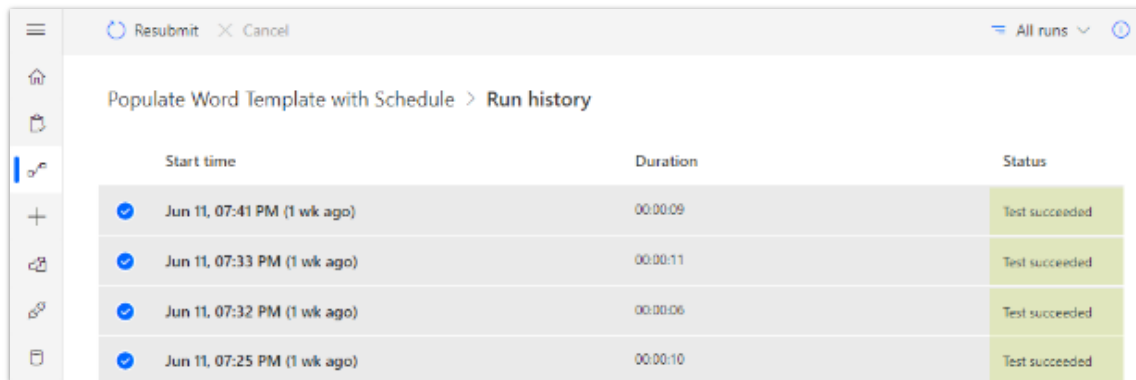 Resubmit Cancel All runs
Populate Word Template with Schedule > Run history
Start time Duration Status
Jun 11, 07:41 PM (1 wk ago) 00:00:09 Test succeeded
Jun 11, 07:33 PM (1 wk ago) 00:00:11 Test succeeded
Jun 11, 07:32 PM (1 wk ago) 00:00:06 Test succeeded
Jun 11, 07:25 PM (1 wk ago) 00:00:10 Test succeeded